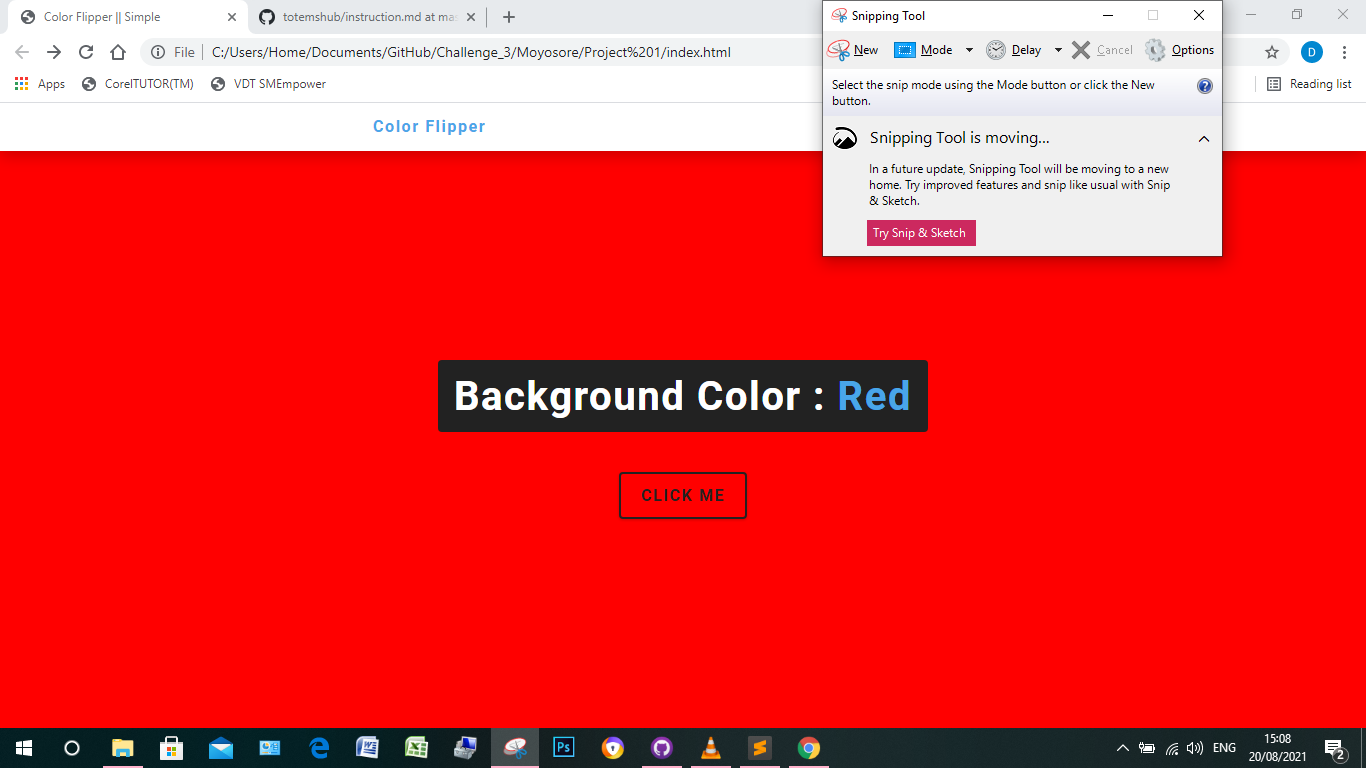 Color Flipper || Simple
totemshub/instruction.md at mas
File
C:/Users/Home/Documents/GitHub/Challenge_3/Moyosore/Project%201/index.html
D
Apps
CorelTUTOR(TM)
VDT SMEmpower
Reading list
Snipping Tool
New
Mode
Delay
Cancel
Options
Select the snip mode using the Mode button or click the New
button.
Snipping Tool is moving...
In a future update, Snipping Tool will be moving to a new
home. Try improved features and snip like usual with Snip
& Sketch.
Try Snip & Sketch
Color Flipper
Background Color : Red
CLICK ME
Ps
ENG
15:08
20/08/2021
2